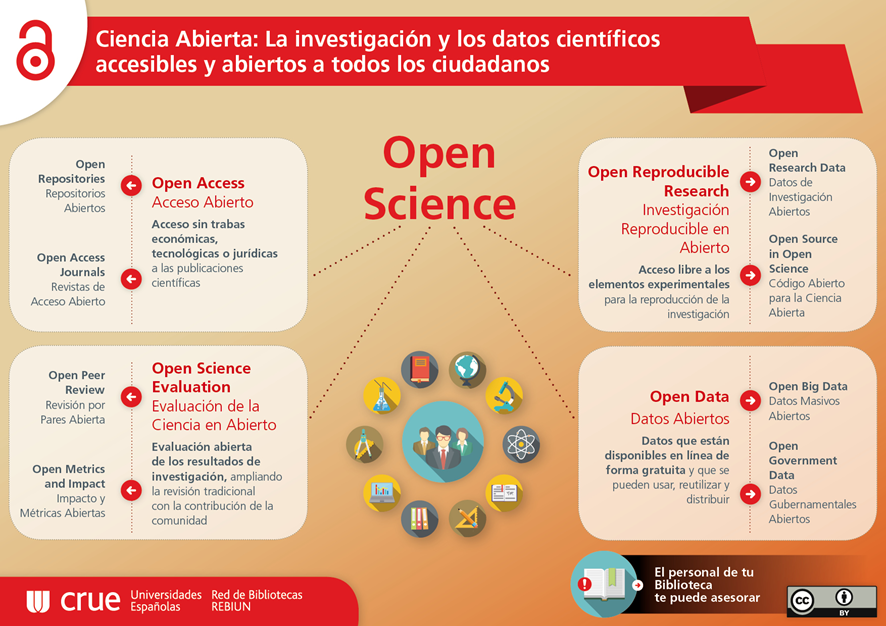 Ciencia Abierta: La investigación y los datos científicos
accesibles y abiertos a todos los ciudadanos
Open
Science
Open
Repositories
Repositorios
Abiertos
Open Access
Journals
Revistas de
Acceso Abierto
Open Access
Acceso Abierto
Acceso sin trabas
económicas,
tecnológicas o jurídicas
a las publicaciones
científicas
Open Reproducible
Research
Investigación
Reproducible en
Abierto
Acceso libre a los
elementos experimentales
para la reproducción de la
investigación
Open
Research Data
Datos de
Investigación
Abiertos
Open Source
in Open
Science
Código Abierto
para la Ciencia
Abierta
Open Peer
Review
Revisión por
Pares Abierta
Open Metrics
and Impact
Impacto y
Métricas Abiertas
Open Science
Evaluation
Evaluación de la
Ciencia en Abierto
Evaluación abierta
de los resultados de
investigación, ampliando
la revisión tradicional
con la contribución de la
comunidad
Open Data
Datos Abiertos
Datos que están
disponibles en línea de
forma gratuita y que se
pueden usar, reutilizar y
distribuir
Open Big Data
Datos Masivos
Abiertos
Open
Government
Data
Datos
Gubernamentales
Abiertos
crue
Universidades
Españolas
Red de Bibliotecas
REBIUN
El personal de tu
Biblioteca
te puede asesorar
cc
BY